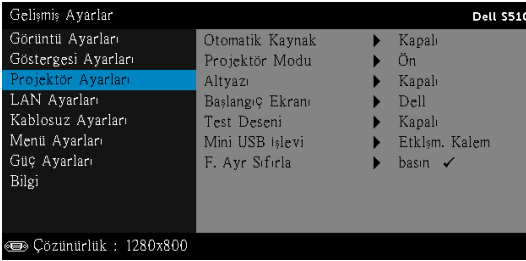 Gelişmiş Ayarlar Dell S510
Görüntü Ayarları
Göstergesi Ayarları
Projektör Ayarları
LAN Ayarları
Kablosuz Ayarları
Menü Ayarları
Güç Ayarları
Bilgi
Otomatik Kaynak Kapalı
Projektör Modu Ön
Altyazı Kapalı
Başlangıç Ekranı Dell
Test Deseni Kapalı
Mini USB işlevi Etklşm. Kalem
F. Ayr Sıfırla basın ✓
Çözünürlük : 1280x800